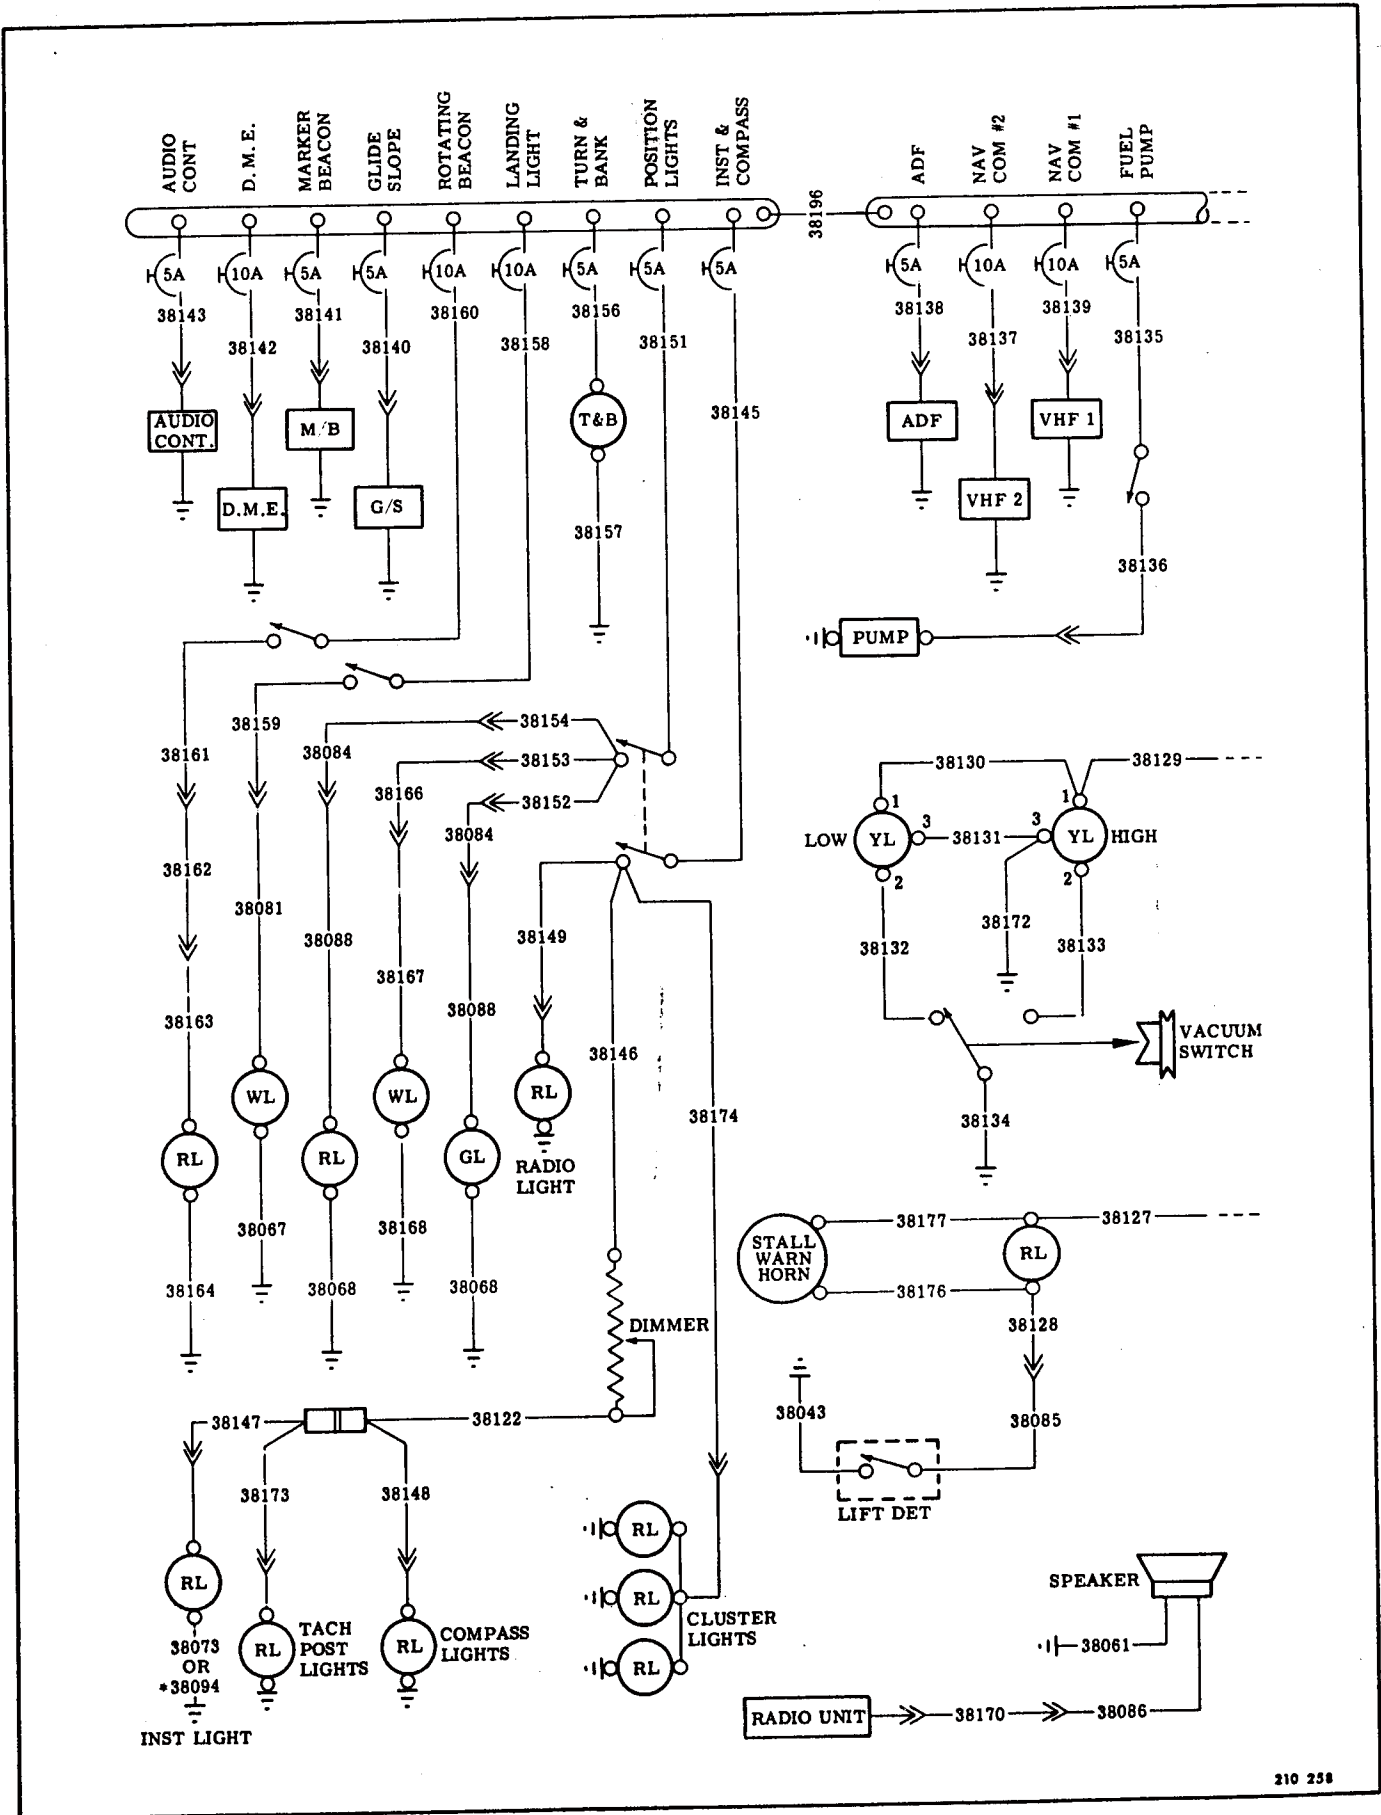 AUDIO
CONT
D. M. E.
MARKER
BEACON
GLIDE
SLOPE
ROTATING
BEACON
LANDING
LIGHT
TURN &
BANK
POSITION
LIGHTS
INST &
COMPASS
38196
ADF
NAV
COM #2
NAV
COM #1
FUEL
PUMP
5A
10A
5A
5A
10A
10A
5A
5A
5A
5A
10A
10A
5A
38143
38142
38141
38140
38160
38158
38156
38151
38145
38138
38137
38139
38135
AUDIO
CONT.
D.M.E.
M/B
G/S
T&B
38157
ADF
VHF 2
VHF 1
38136
PUMP
38161
38159
38084
38154
38153
38152
38166
38084
38162
38081
38088
38167
38088
38149
38163
38146
38174
WL
WL
RL
RL
RL
GL
RADIO
LIGHT
38164
38067
38068
38168
38068
38130
38129
1
1
LOW
YL
3
38131
3
YL
HIGH
2
2
38132
38172
38133
VACUUM
SWITCH
38134
38177
38127
STALL
WARN
HORN
RL
38176
38128
38043
38085
LIFT DET
DIMMER
38147
38122
38173
38148
RL
38073
OR
*38094
INST LIGHT
RL
TACH
POST
LIGHTS
RL
COMPASS
LIGHTS
RL
RL
RL
CLUSTER
LIGHTS
SPEAKER
38061
RADIO UNIT
38170
38086
210 258